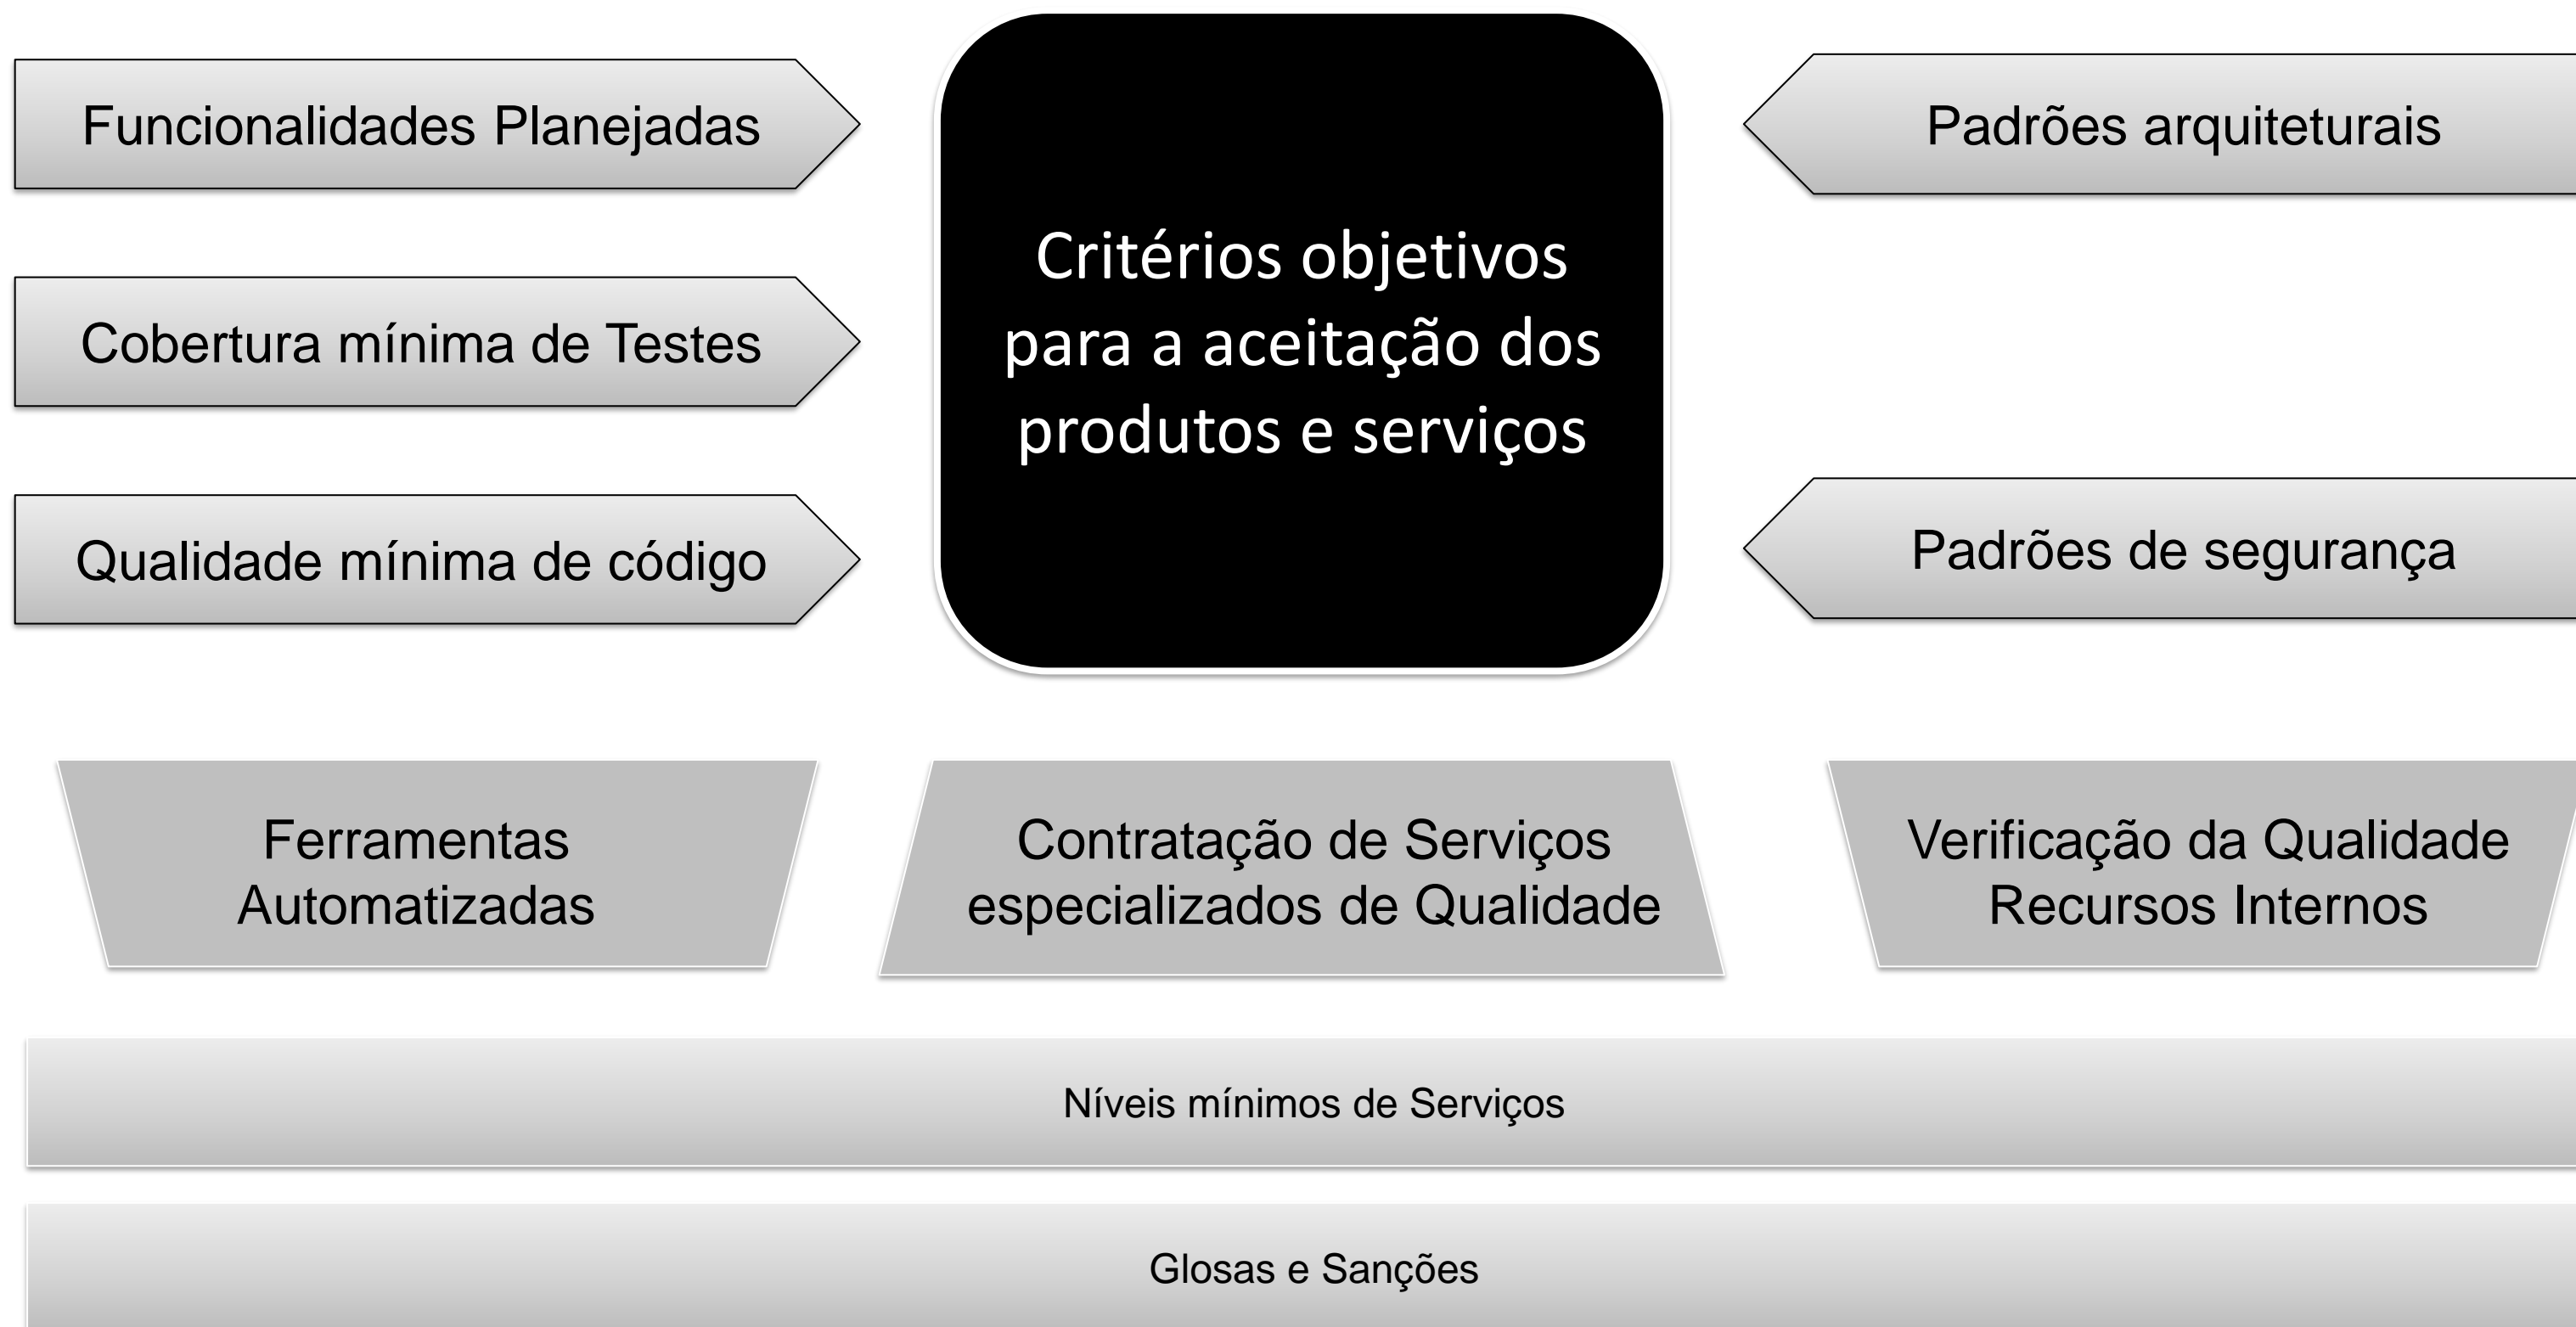 Funcionalidades Planejadas
Cobertura mínima de Testes
Qualidade mínima de código
Critérios objetivos
para a aceitação dos
produtos e serviços
Padrões arquiteturais
Padrões de segurança
Ferramentas
Automatizadas
Contratação de Serviços
especializados de Qualidade
Verificação da Qualidade
Recursos Internos
Níveis mínimos de Serviços
Glosas e Sanções